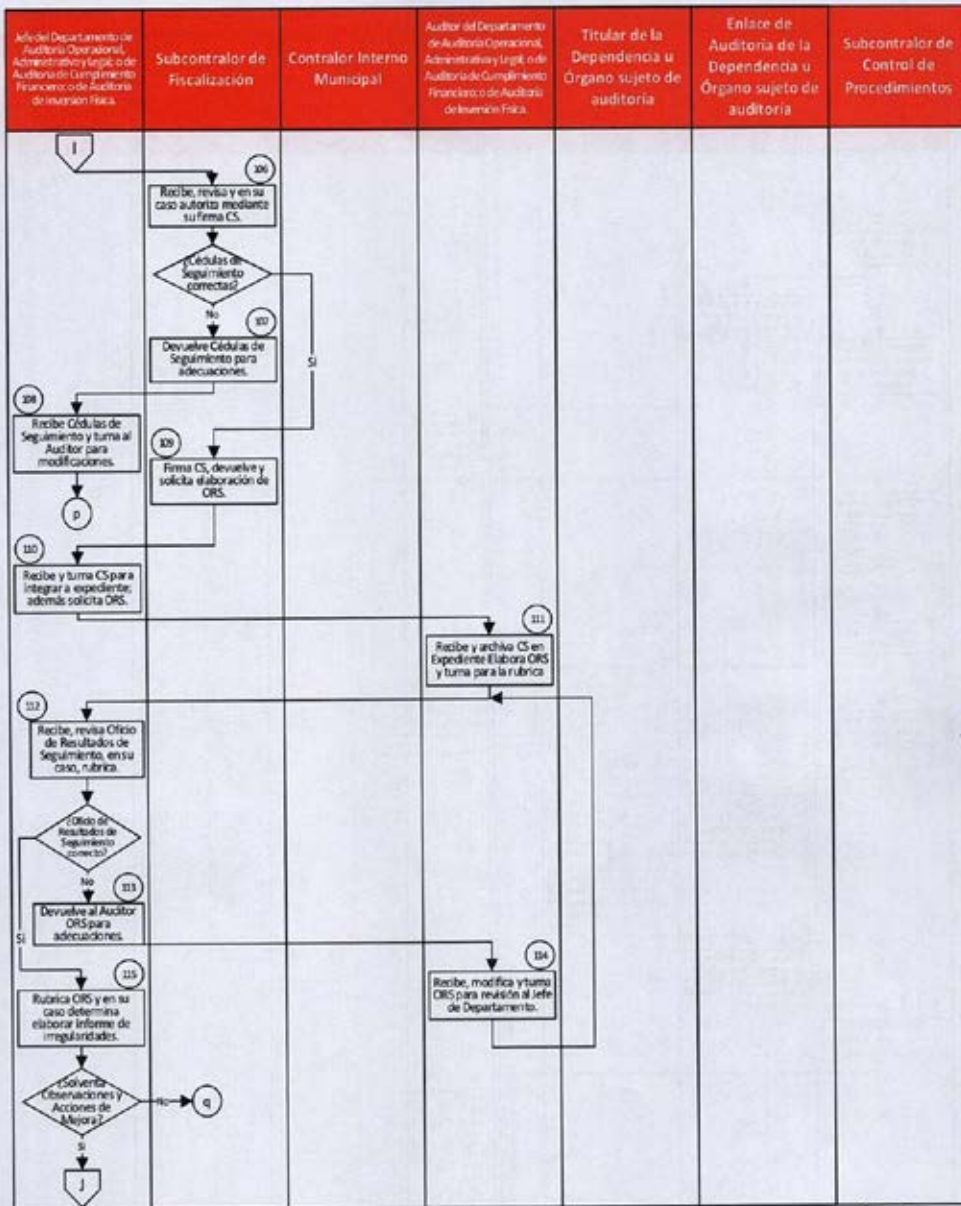 Jefe del Departamento de
Auditoría Operacional,
Administrativa y Legal; o de
Auditoría de Cumplimiento
Financiero; o de Auditoría
de Inversión Física.
Subcontralor de
Fiscalización
Contralor Interno
Municipal
Auditor del Departamento
de Auditoría Operacional,
Administrativa y Legal; o de
Auditoría de Cumplimiento
Financiero; o de Auditoría
de Inversión Física.
Titular de la
Dependencia u
Órgano sujeto de
auditoría
Enlace de
Auditoría de la
Dependencia u
Órgano sujeto de
auditoría
Subcontralor de
Control de
Procedimientos
I
106
Recibe, revisa y en su
caso autoriza mediante
su firma CS.
¿Cédulas de
Seguimiento
correctas?
No
Si
107
Devuelve Cédulas de
Seguimiento para
adecuaciones.
108
Recibe Cédulas de
Seguimiento y turna al
Auditor para
modificaciones.
p
109
Firma CS, devuelve y
solicita elaboración de
ORS.
110
Recibe y turna CS para
integrar a expediente;
además solicita ORS.
111
Recibe y archiva CS en
Expediente Elabora ORS
y turna para la rubrica
112
Recibe, revisa Oficio
de Resultados de
Seguimiento, en su
caso, rubrica.
¿Oficio de
Resultados de
Seguimiento
correcto?
No
Si
113
Devuelve al Auditor
ORS para
adecuaciones.
114
Recibe, modifica y turna
ORS para revisión al Jefe
de Departamento.
115
Rubrica ORS y en su
caso determina
elaborar informe de
irregularidades.
¿Solventa
Observaciones y
Acciones de
Mejora?
No
q
Si
J